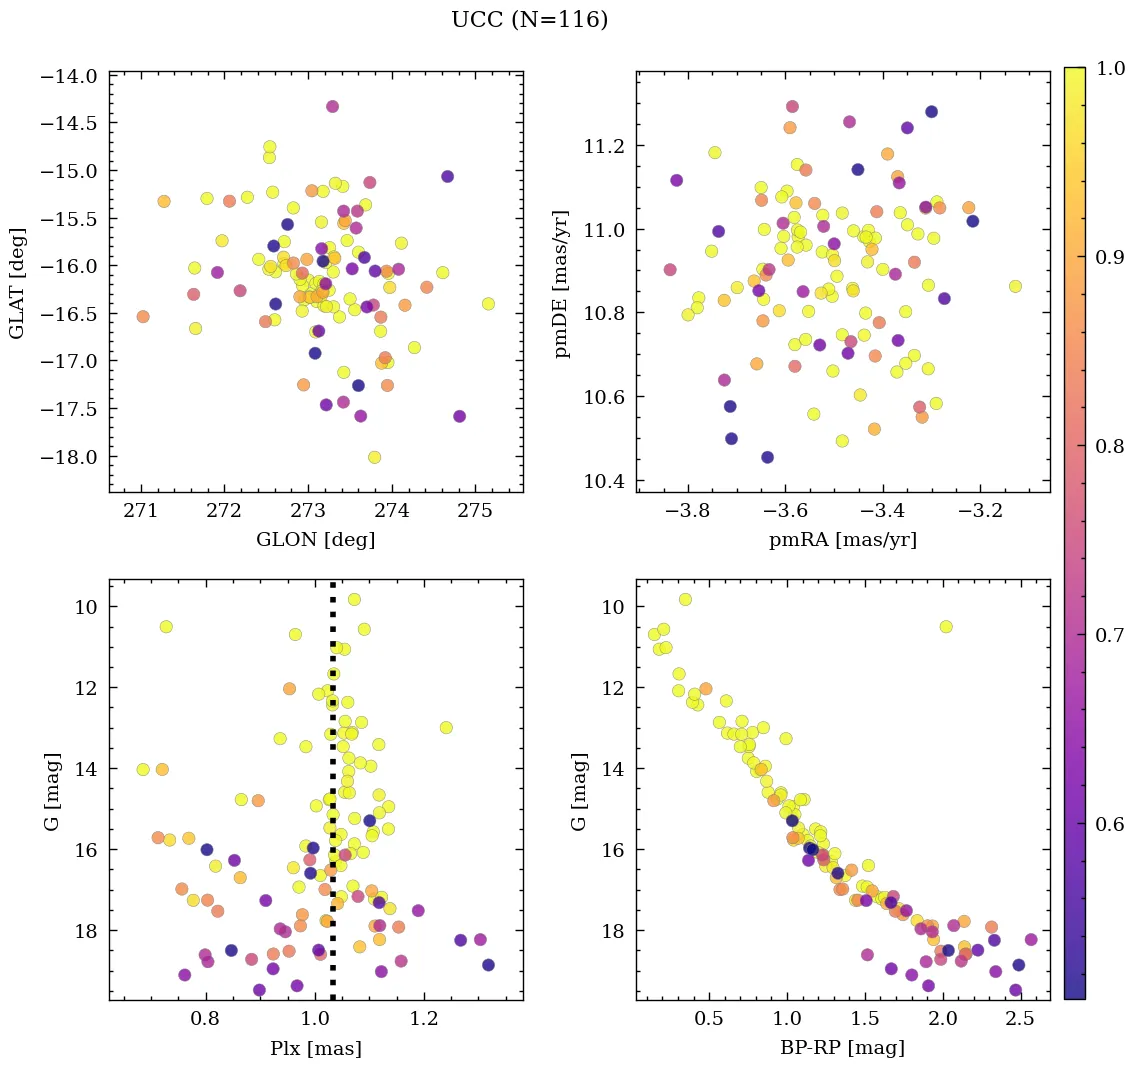 UCC (N=116)
−14.0
−14.5
−15.0
−15.5
−16.0
−16.5
−17.0
−17.5
−18.0
GLAT [deg]
271 272 273 274 275
GLON [deg]
11.2
11.0
10.8
10.6
10.4
pmDE [mas/yr]
−3.8 −3.6 −3.4 −3.2
pmRA [mas/yr]
10
12
14
16
18
G [mag]
0.8 1.0 1.2
Plx [mas]
10
12
14
16
18
G [mag]
0.5 1.0 1.5 2.0 2.5
BP-RP [mag]
1.0
0.9
0.8
0.7
0.6